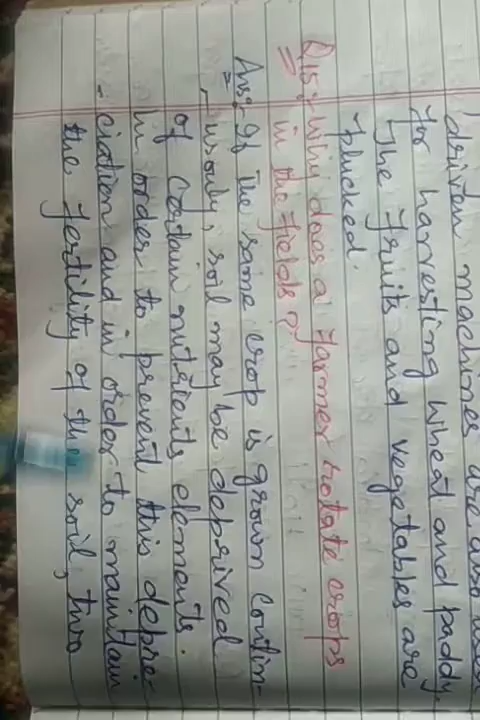 driven machines are also used
for harvesting wheat and paddy.
The fruits and vegetables are
plucked.
Q15:- Why does a farmer rotate crops
in the fields?
Ans:- If the same crop is grown contin-
-uously, soil may be deprived
of certain nutrients elements.
in order to prevent this depre-
-ciation and in order to maintain
the fertility of the soil, two